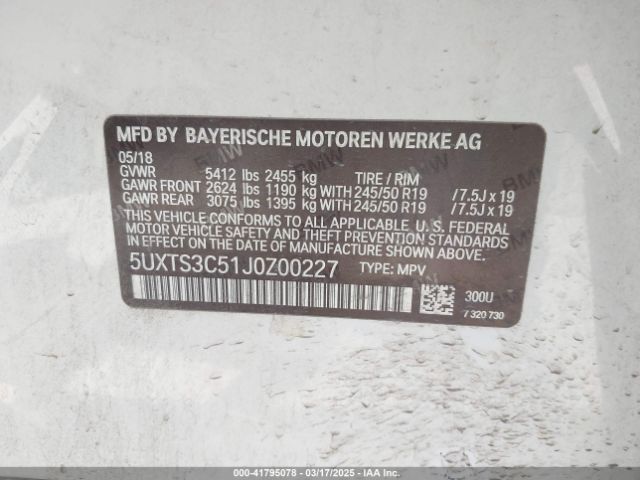 MFD BY BAYERISCHE MOTOREN WERKE AG
05/18
GVWR 5412 lbs 2455 kg TIRE / RIM
GAWR FRONT 2624 lbs 1190 kg WITH 245/50 R19 /7.5J x 19
GAWR REAR 3075 lbs 1395 kg WITH 245/50 R19 /7.5J x 19
THIS VEHICLE CONFORMS TO ALL APPLICABLE U.S. FEDERAL
MOTOR VEHICLE SAFETY AND THEFT PREVENTION STANDARDS
IN EFFECT ON THE DATE OF MANUFACTURE SHOWN ABOVE.
5UXTS3C51J0Z00227 TYPE: MPV
300U
7 320 730
000-41795078 — 03/17/2025 — IAA, Inc.